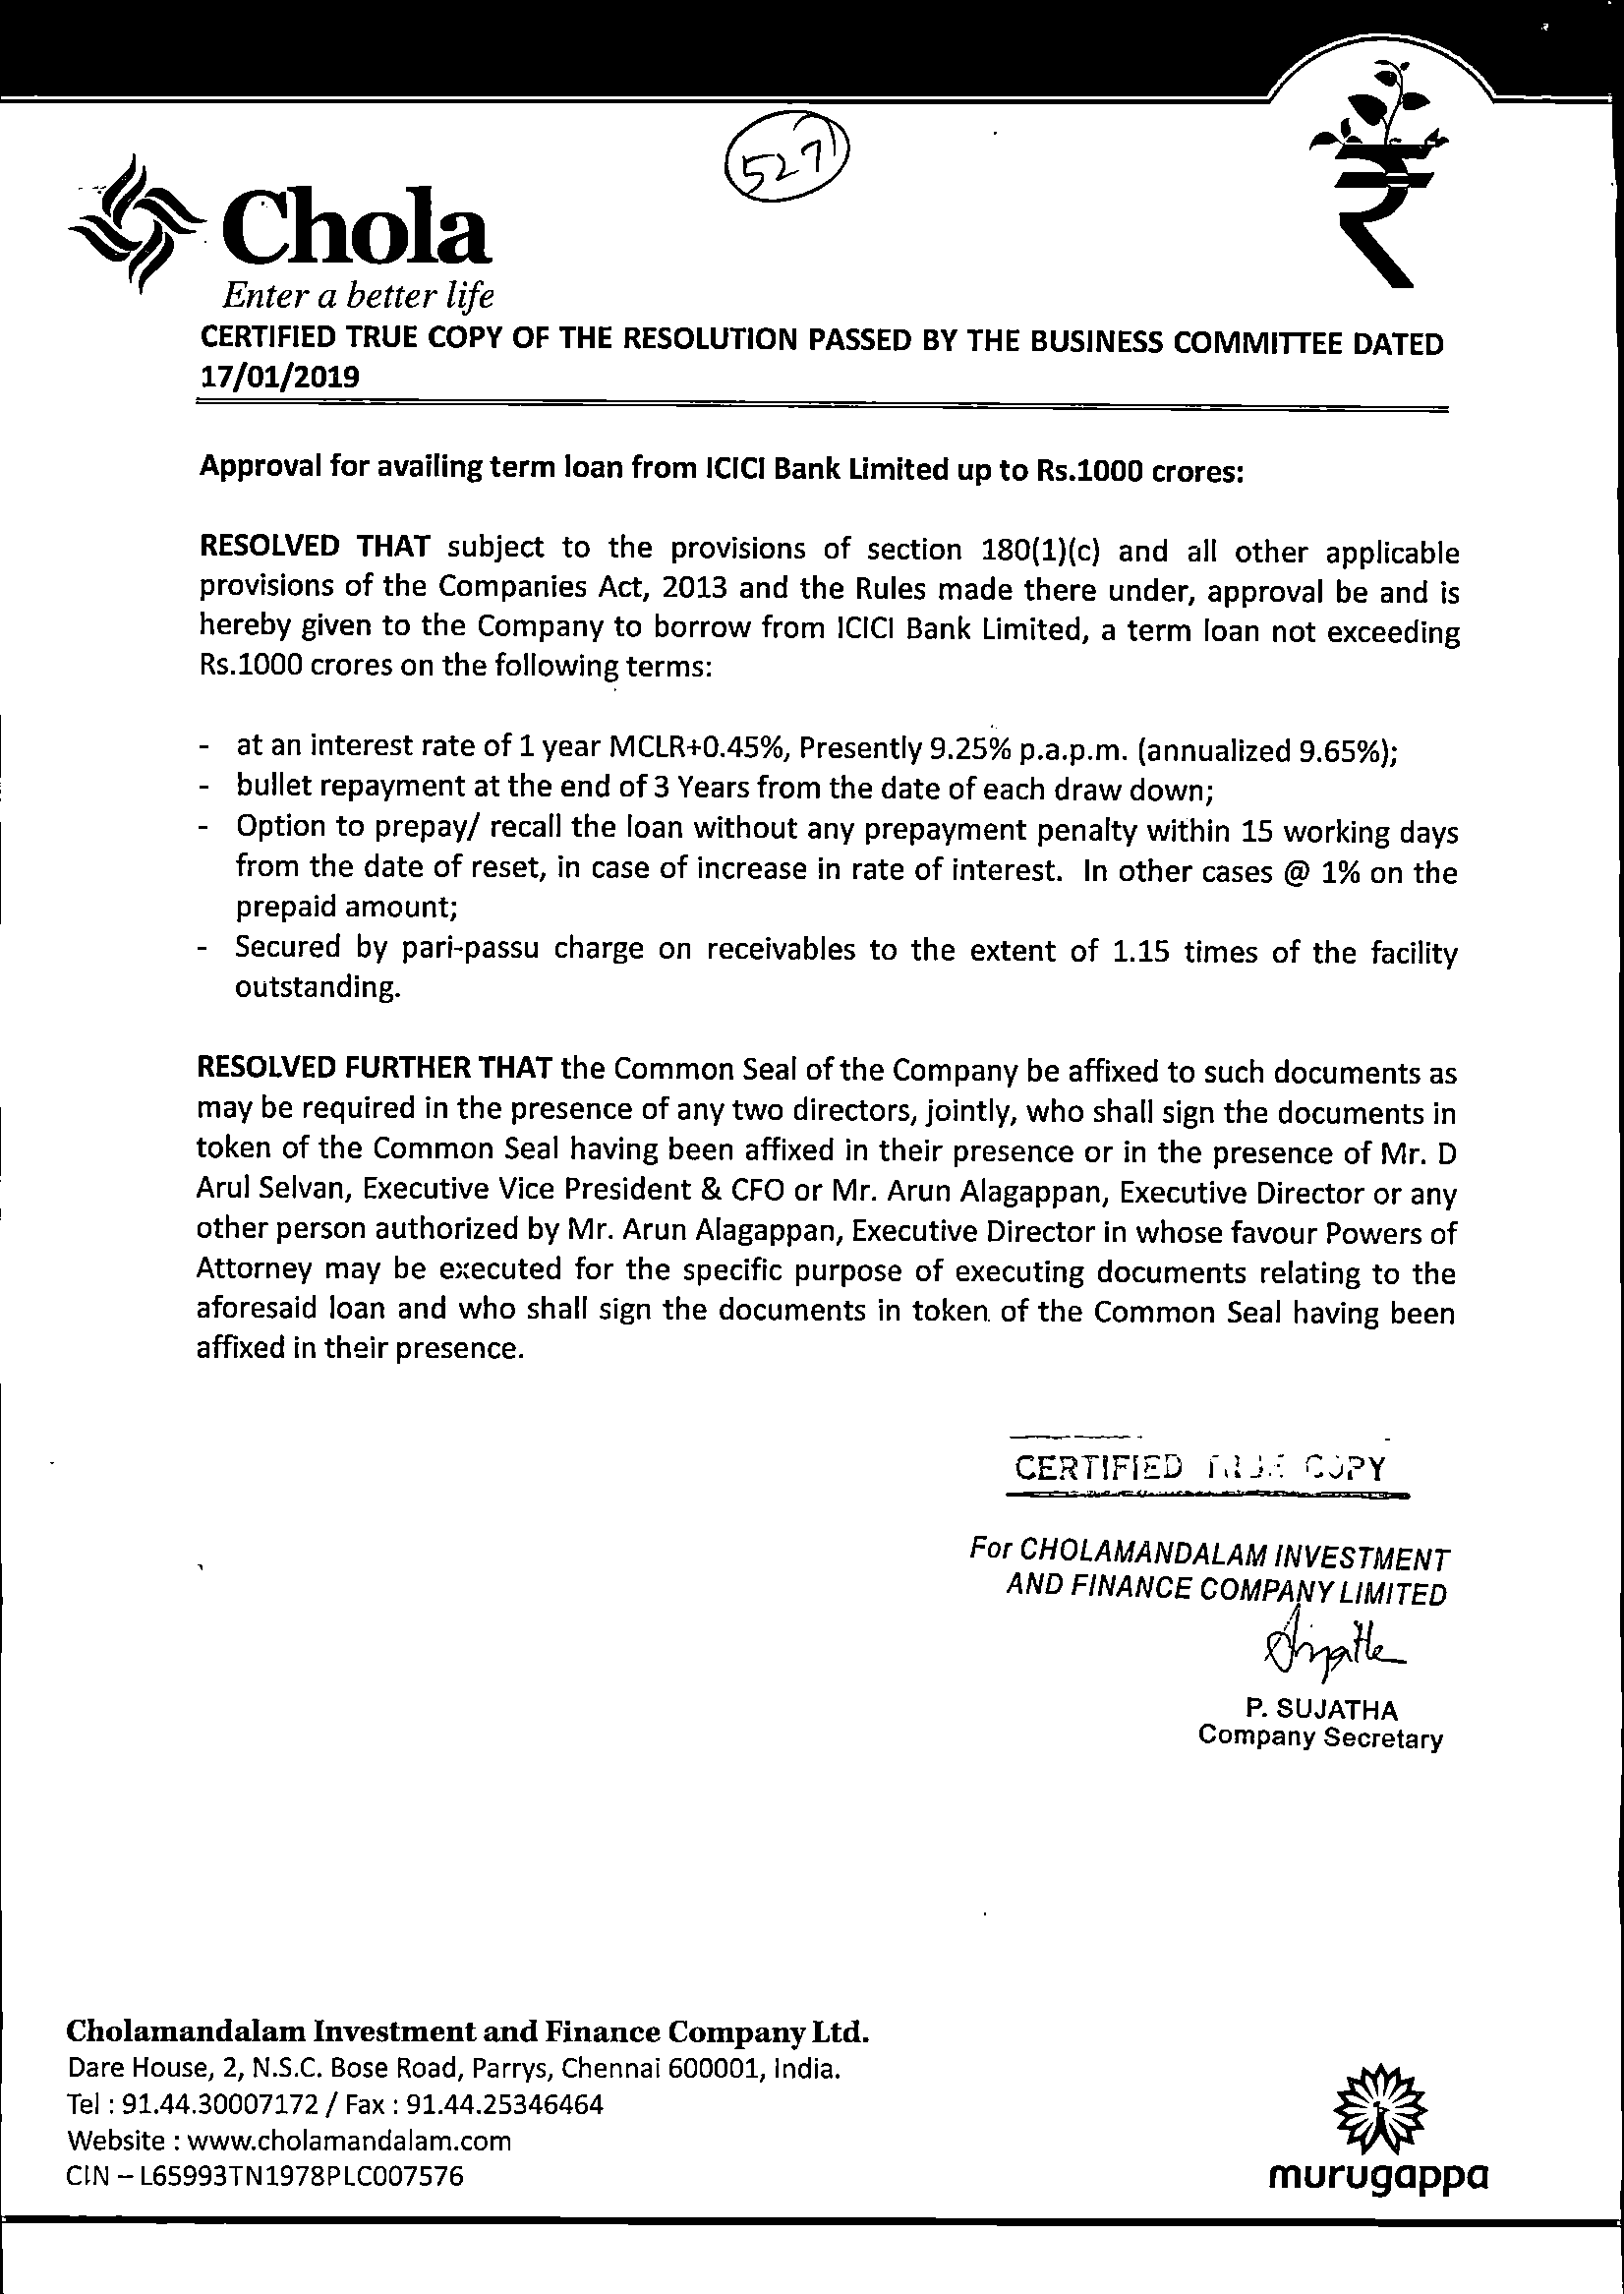 527
Chola
Enter a better life
CERTIFIED TRUE COPY OF THE RESOLUTION PASSED BY THE BUSINESS COMMITTEE DATED
17/01/2019
Approval for availing term loan from ICICI Bank Limited up to Rs.1000 crores:
RESOLVED THAT subject to the provisions of section 180(1)(c) and all other applicable
provisions of the Companies Act, 2013 and the Rules made there under, approval be and is
hereby given to the Company to borrow from ICICI Bank Limited, a term loan not exceeding
Rs.1000 crores on the following terms:
- at an interest rate of 1 year MCLR+0.45%, Presently 9.25% p.a.p.m. (annualized 9.65%);
- bullet repayment at the end of 3 Years from the date of each draw down;
- Option to prepay/ recall the loan without any prepayment penalty within 15 working days
from the date of reset, in case of increase in rate of interest. In other cases @ 1% on the
prepaid amount;
- Secured by pari-passu charge on receivables to the extent of 1.15 times of the facility
outstanding.
RESOLVED FURTHER THAT the Common Seal of the Company be affixed to such documents as
may be required in the presence of any two directors, jointly, who shall sign the documents in
token of the Common Seal having been affixed in their presence or in the presence of Mr. D
Arul Selvan, Executive Vice President & CFO or Mr. Arun Alagappan, Executive Director or any
other person authorized by Mr. Arun Alagappan, Executive Director in whose favour Powers of
Attorney may be executed for the specific purpose of executing documents relating to the
aforesaid loan and who shall sign the documents in token of the Common Seal having been
affixed in their presence.
CERTIFIED TRUE COPY
For CHOLAMANDALAM INVESTMENT
AND FINANCE COMPANY LIMITED
Sujatha
P. SUJATHA
Company Secretary
Cholamandalam Investment and Finance Company Ltd.
Dare House, 2, N.S.C. Bose Road, Parrys, Chennai 600001, India.
Tel : 91.44.30007172 / Fax : 91.44.25346464
Website : www.cholamandalam.com
CIN – L65993TN1978PLC007576
murugappa